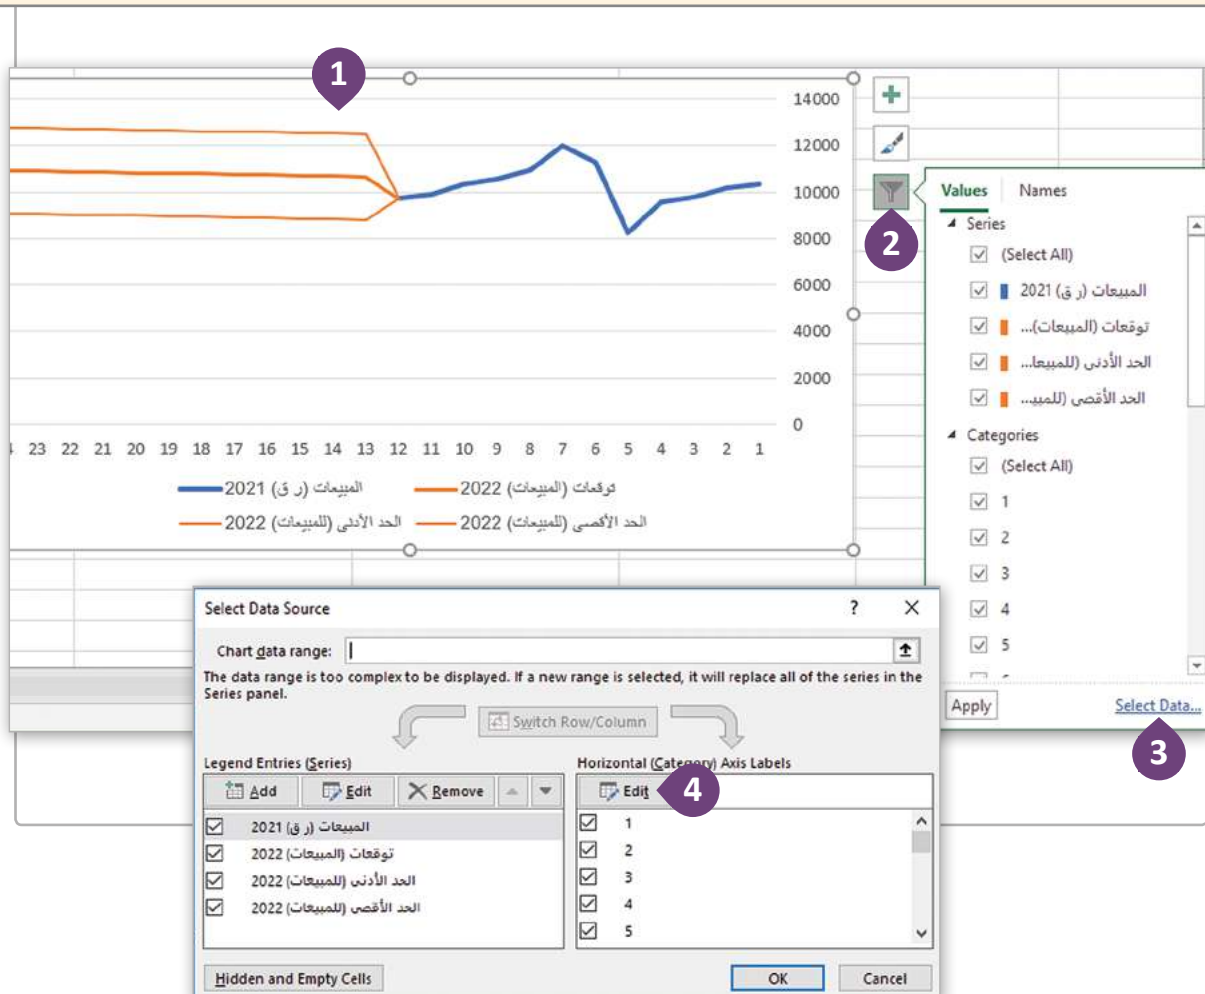 1
14000
12000
10000
8000
6000
4000
2000
0
23 22 21 20 19 18 17 16 15 14 13 12 11 10 9 8 7 6 5 4 3 2 1
المبيعات (ر ق) 2021
توقعات (المبيعات) 2022
الحد الأدنى (للمبيعات) 2022
الحد الأقصى (للمبيعات) 2022
2
Values Names
Series
(Select All)
المبيعات (ر ق) 2021
توقعات (المبيعات)...
الحد الأدنى (للمبيعا...
الحد الأقصى (للمبي...
Categories
(Select All)
1
2
3
4
5
Apply
Select Data...
3
Select Data Source
? X
Chart data range:
The data range is too complex to be displayed. If a new range is selected, it will replace all of the series in the
Series panel.
Switch Row/Column
Legend Entries (Series)
Add Edit Remove
المبيعات (ر ق) 2021
توقعات (المبيعات) 2022
الحد الأدنى (للمبيعات) 2022
الحد الأقصى (للمبيعات) 2022
Horizontal (Category) Axis Labels
Edit
4
1
2
3
4
5
Hidden and Empty Cells
OK
Cancel